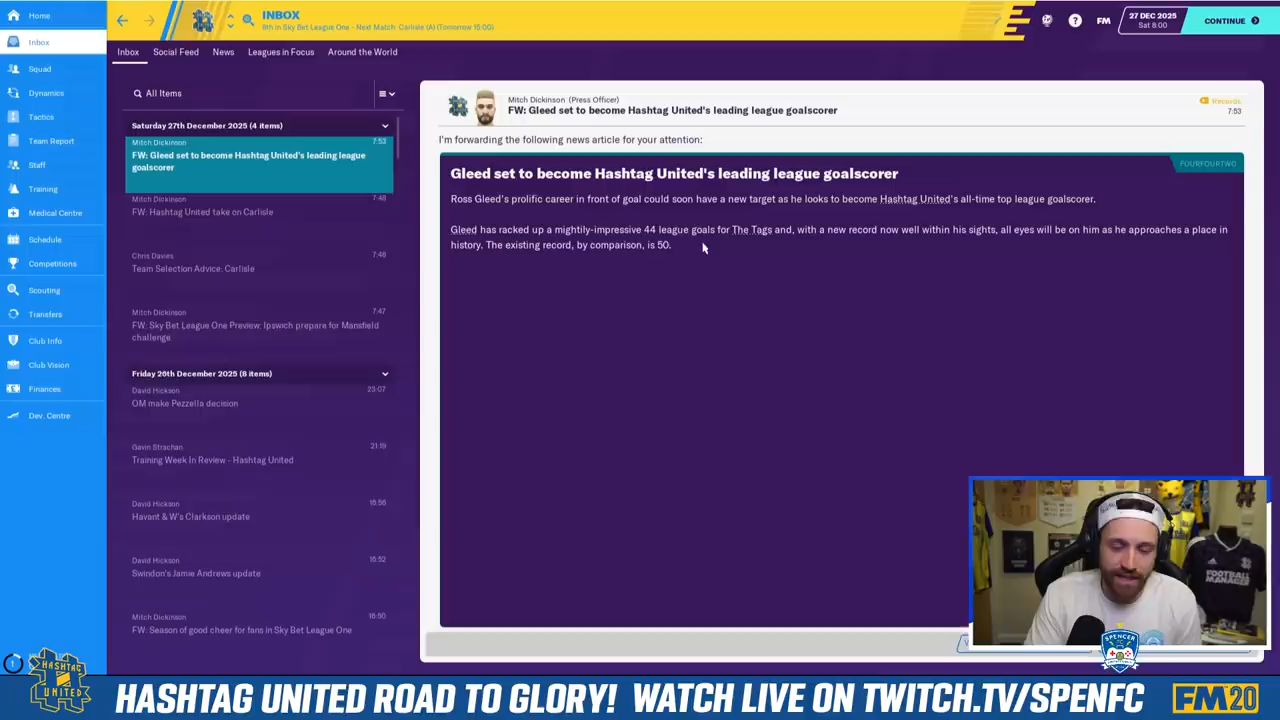 Home
Inbox
Squad
Dynamics
Tactics
Team Report
Staff
Training
Medical Centre
Schedule
Competitions
Scouting
Transfers
Club Info
Club Vision
Finances
Dev. Centre
INBOX
8th in Sky Bet League One - Next Match: Carlisle (A) (Tomorrow 15:00)
FM
27 DEC 2025
Sat 8:00
CONTINUE
Inbox Social Feed News Leagues in Focus Around the World
All Items
Saturday 27th December 2025 (4 items)
Mitch Dickinson 7:53
FW: Gleed set to become Hashtag United's leading league
goalscorer
Mitch Dickinson 7:48
FW: Hashtag United take on Carlisle
Chris Davies 7:48
Team Selection Advice: Carlisle
Mitch Dickinson 7:47
FW: Sky Bet League One Preview: Ipswich prepare for Mansfield
challenge
Friday 26th December 2025 (8 items)
David Hickson 23:07
OM make Pezzella decision
Gavin Strachan 21:19
Training Week In Review - Hashtag United
David Hickson 16:56
Havant & W's Clarkson update
David Hickson 16:52
Swindon's Jamie Andrews update
Mitch Dickinson 16:50
FW: Season of good cheer for fans in Sky Bet League One
Mitch Dickinson (Press Officer) Records
FW: Gleed set to become Hashtag United's leading league goalscorer 7:53
I'm forwarding the following news article for your attention:
FOURFOURTWO
Gleed set to become Hashtag United's leading league goalscorer
Ross Gleed's prolific career in front of goal could soon have a new target as he looks to become Hashtag United's all-time top league goalscorer.
Gleed has racked up a mightily-impressive 44 league goals for The Tags and, with a new record now well within his sights, all eyes will be on him as he approaches a place in
history. The existing record, by comparison, is 50.
FOOTBALL
MANAGER
SPENCER
HASHTAG
UNITED
HASHTAG UNITED ROAD TO GLORY! WATCH LIVE ON TWITCH.TV/SPENFC
FM'20